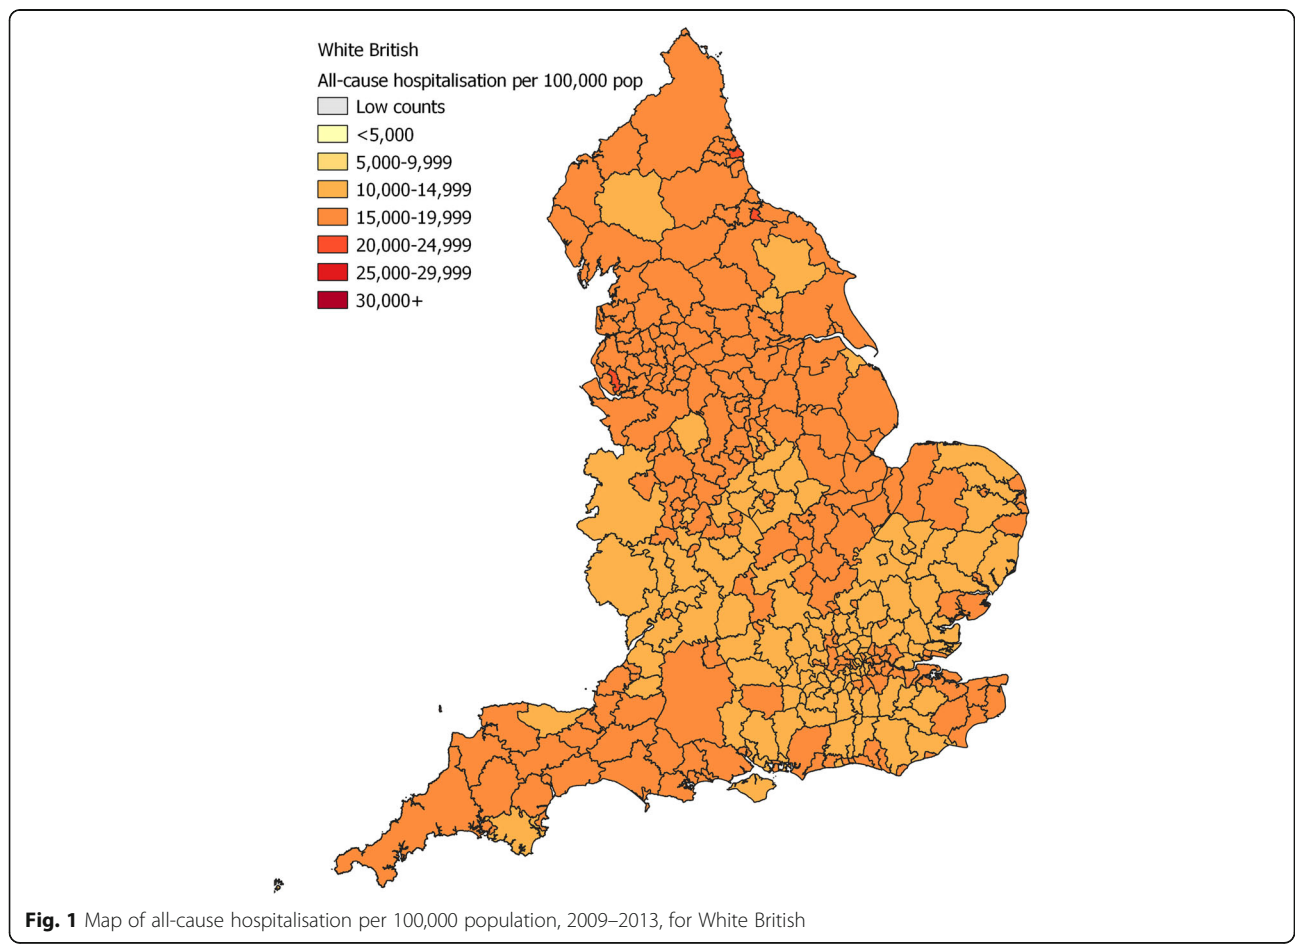 White British
All-cause hospitalisation per 100,000 pop
Low counts
<5,000
5,000-9,999
10,000-14,999
15,000-19,999
20,000-24,999
25,000-29,999
30,000+
Fig. 1 Map of all-cause hospitalisation per 100,000 population, 2009–2013, for White British